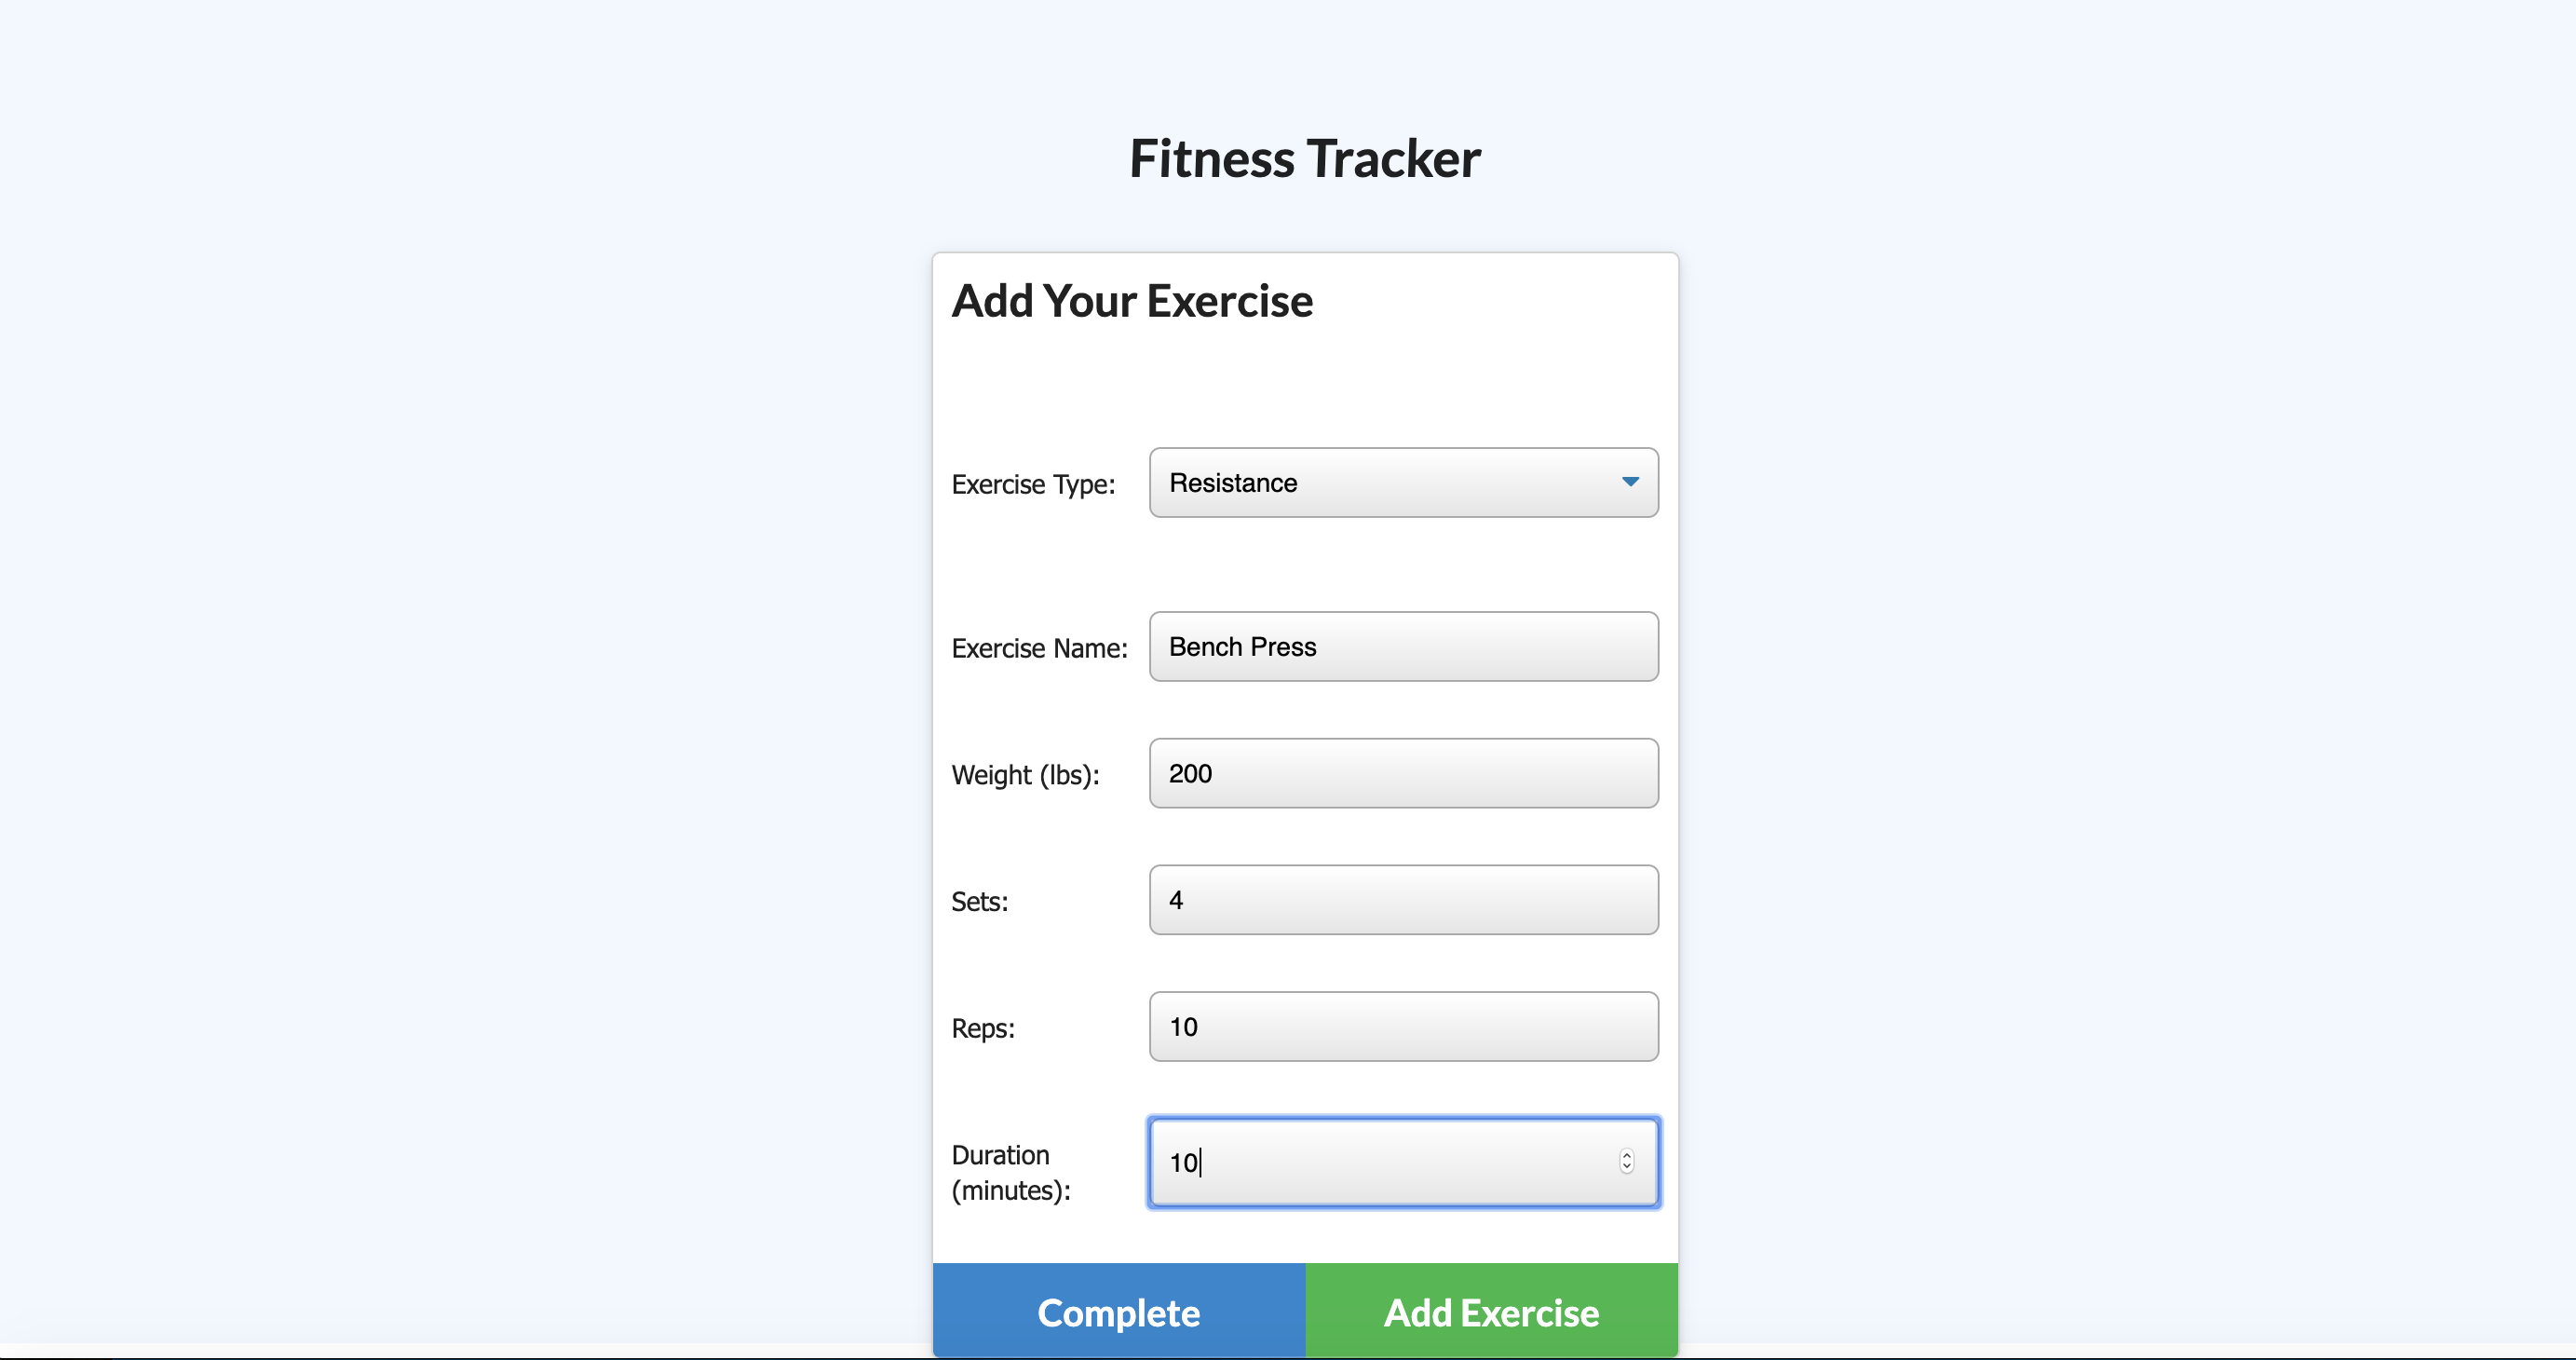 Fitness Tracker
Add Your Exercise
Exercise Type: Resistance
Exercise Name: Bench Press
Weight (lbs): 200
Sets: 4
Reps: 10
Duration
(minutes): 10
Complete Add Exercise